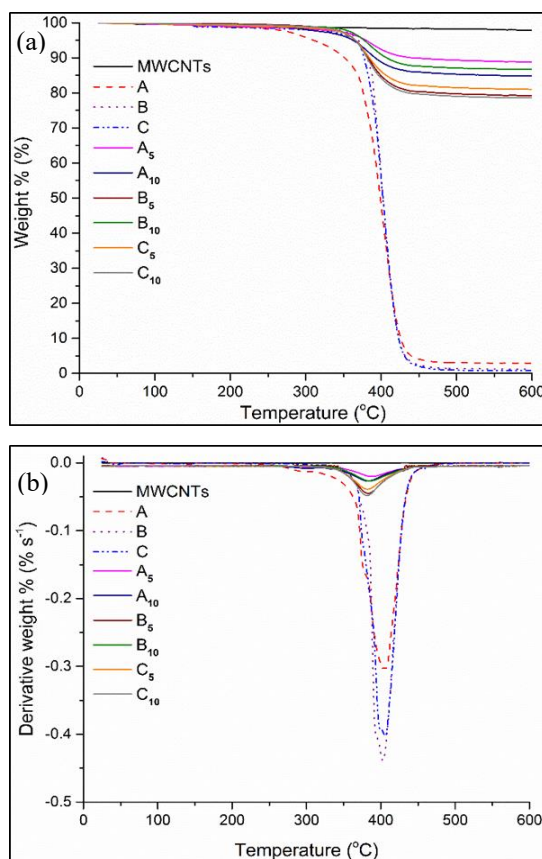 (a)
100
90
80
70
60
50
40
30
20
10
0
Weight % (%)
MWCNTs
A
B
C
A₅
A₁₀
B₅
B₁₀
C₅
C₁₀
0 100 200 300 400 500 600
Temperature (°C)
(b)
0.0
-0.1
-0.2
-0.3
-0.4
-0.5
Derivative weight % (% s⁻¹)
MWCNTs
A
B
C
A₅
A₁₀
B₅
B₁₀
C₅
C₁₀
0 100 200 300 400 500 600
Temperature (°C)